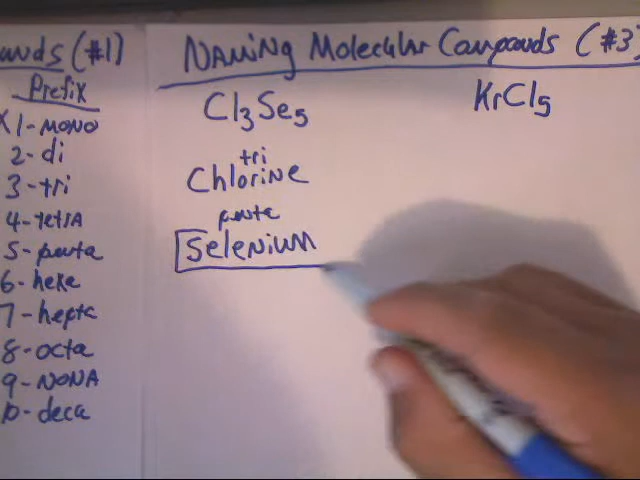 unds (#1)
Prefix
X 1-MONO
2-di
3-tri
4-tetra
5-penta
6-hexa
7-hepta
8-octa
9-NONA
10-deca
Naming Molecular Compounds (#3)
Cl3Se5
KrCl5
tri
Chlorine
penta
Selenium